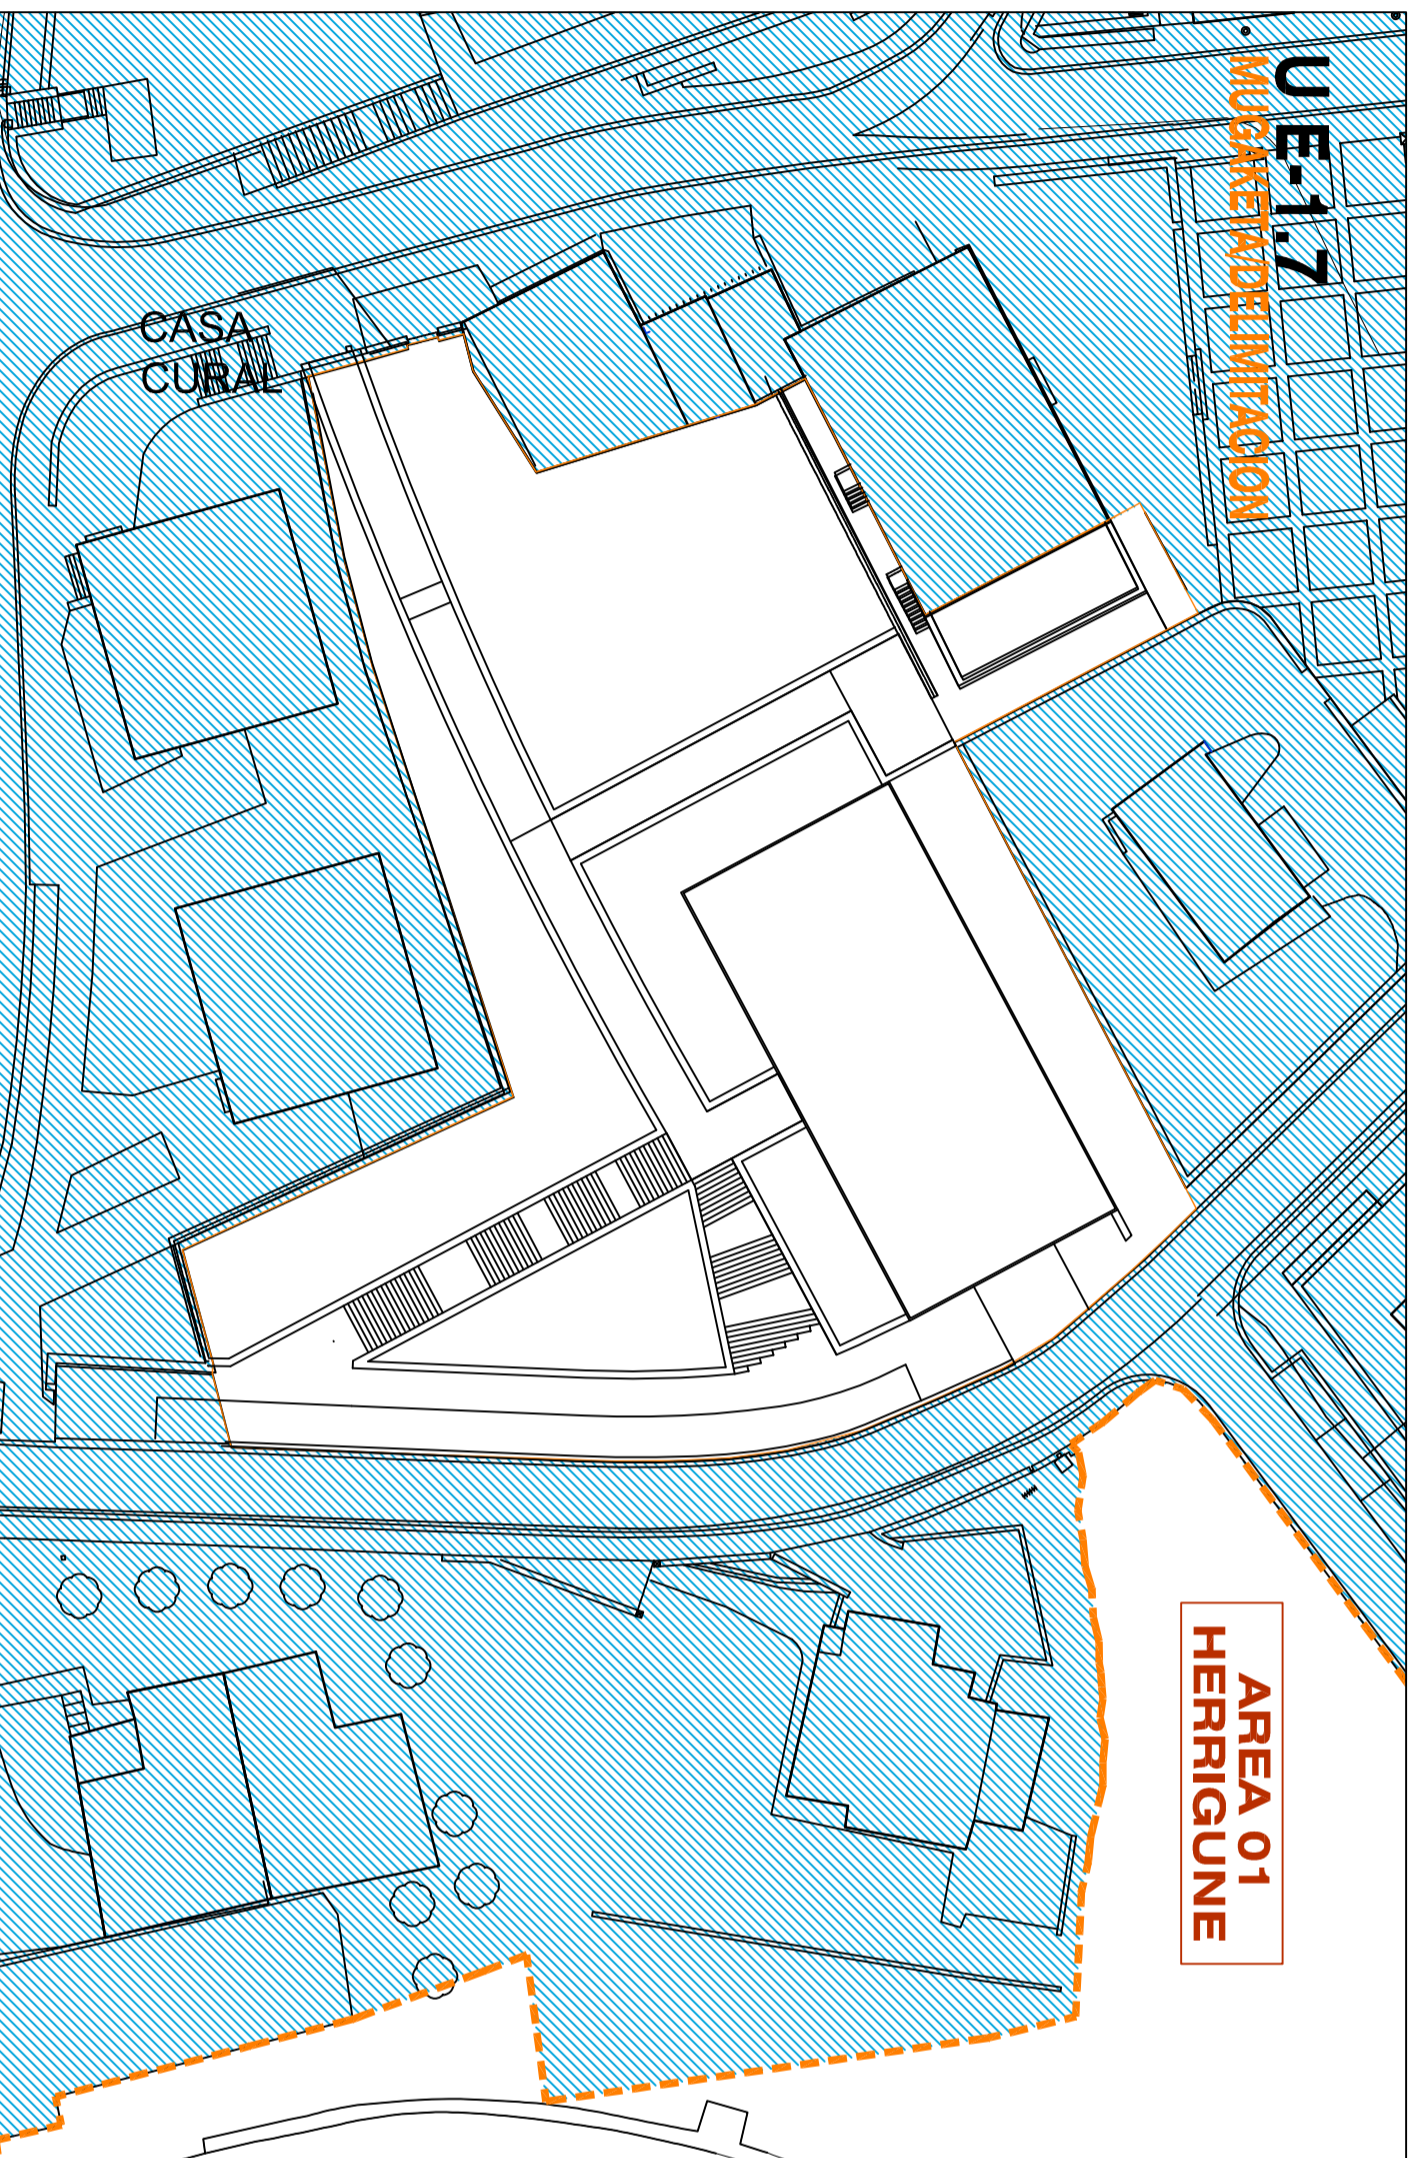 U E-1.7
MUGAKETA/DELIMITACION
CASA
CURAL
AREA 01
HERRIGUNE